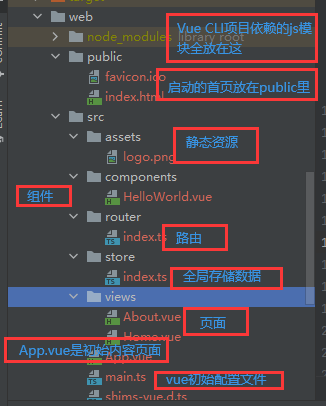 web
Vue CLI项目依赖的js模
块全放在这
node_modules library root
public
favicon.ico
启动的首页放在public里
index.html
src
assets
静态资源
logo.png
components
组件
HelloWorld.vue
router
index.ts
路由
store
index.ts
全局存储数据
views
About.vue
页面
Home.vue
App.vue是初始内容页面
App.vue
main.ts
vue初始配置文件
shims-vue.d.ts